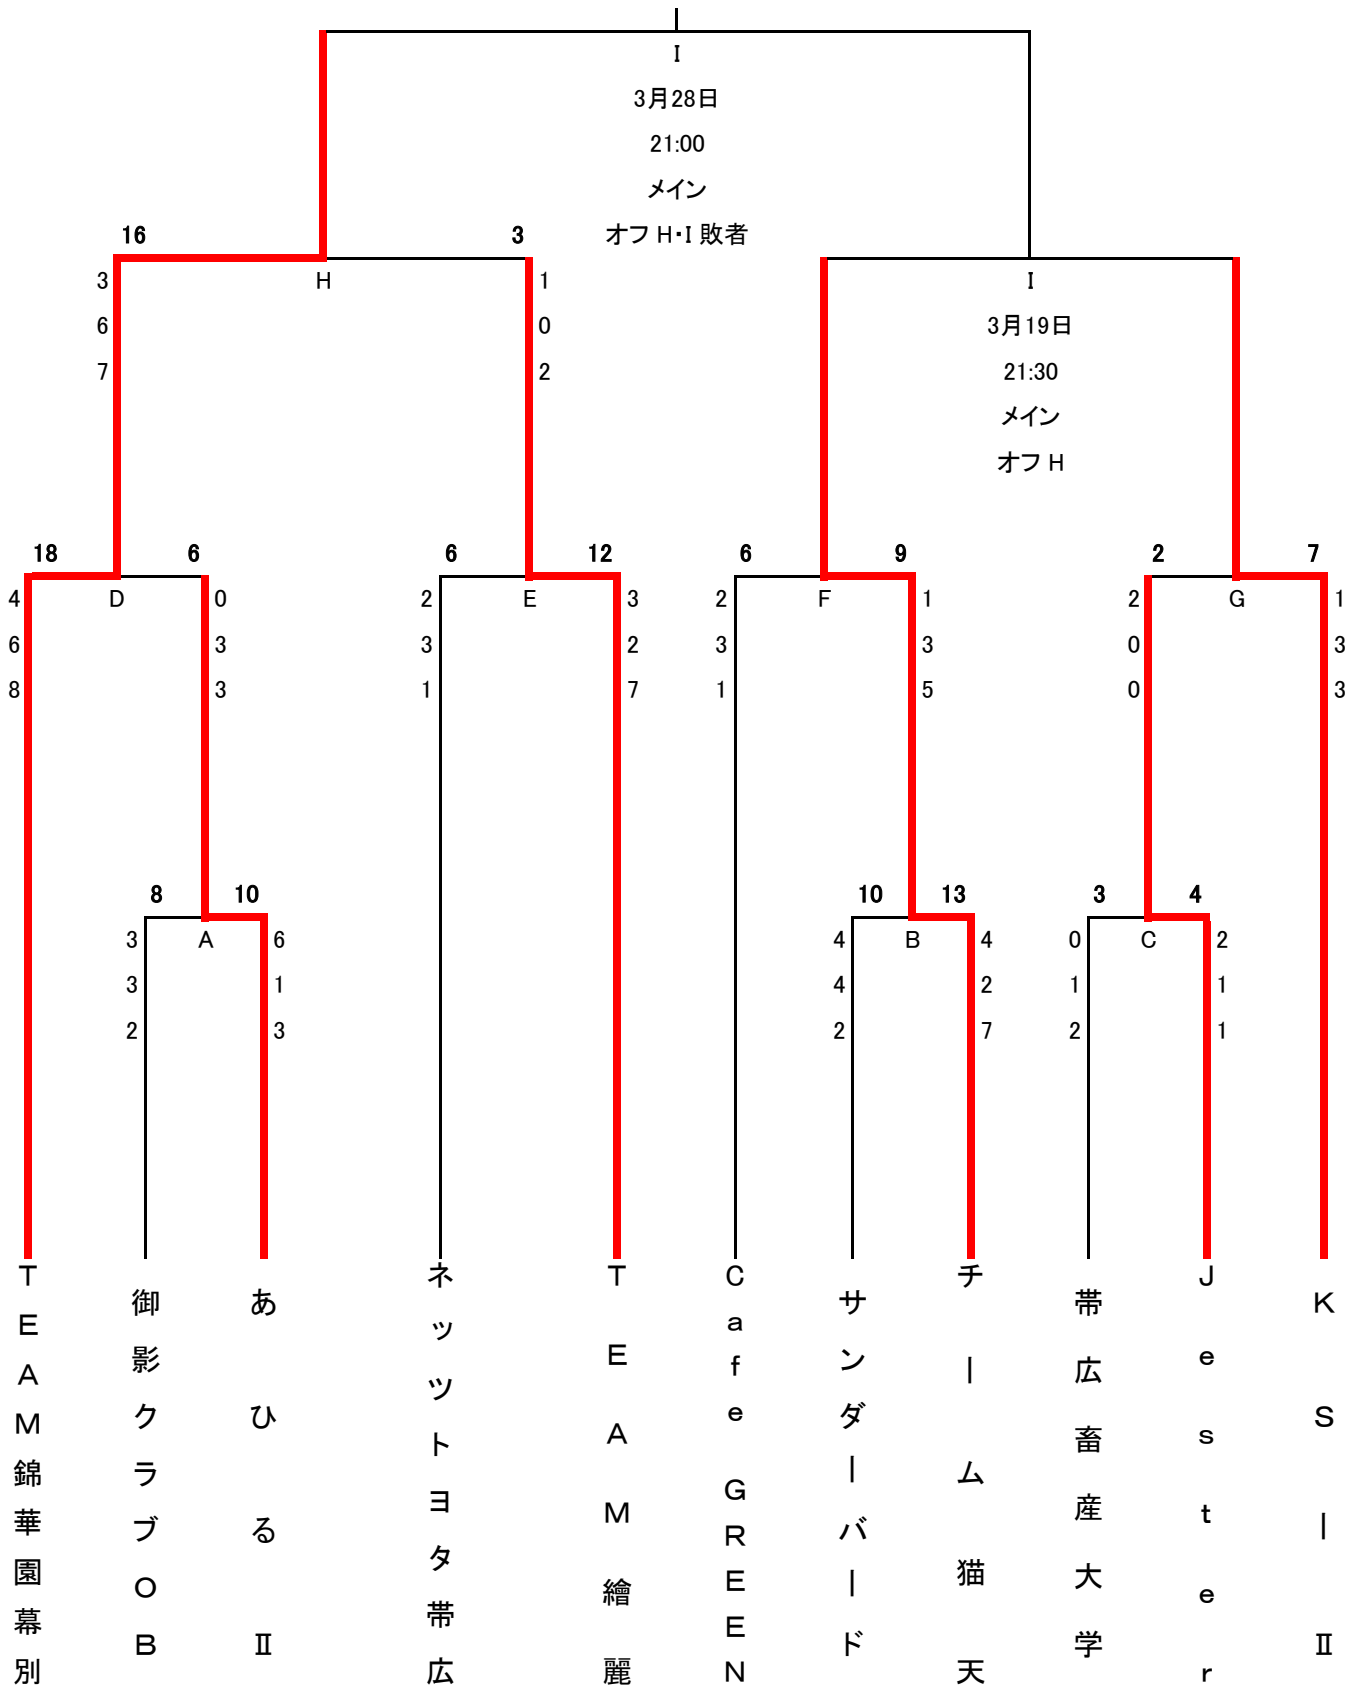 I
3月28日
21:00
メイン
オフ H・I 敗者
16 3
3 H 1 I
6 0 3月19日
7 2 21:30
メイン
オフ H
18 6 6 12 6 9 2 7
4 D 0 2 E 3 2 F 1 2 G 1
6 3 3 2 3 3 0 3
8 3 1 7 1 5 0 3
8 10 10 13 3 4
3 A 6 4 B 4 0 C 2
3 1 4 2 1 1
2 3 2 7 2 1
TEAM錦華園幕別
御影クラブOB
あひるⅡ
ネッツトヨタ帯広
TEAM繪麗
Cafe GREEN
サンダーバード
チーム猫天
帯広畜産大学
Jester
KSーⅡ